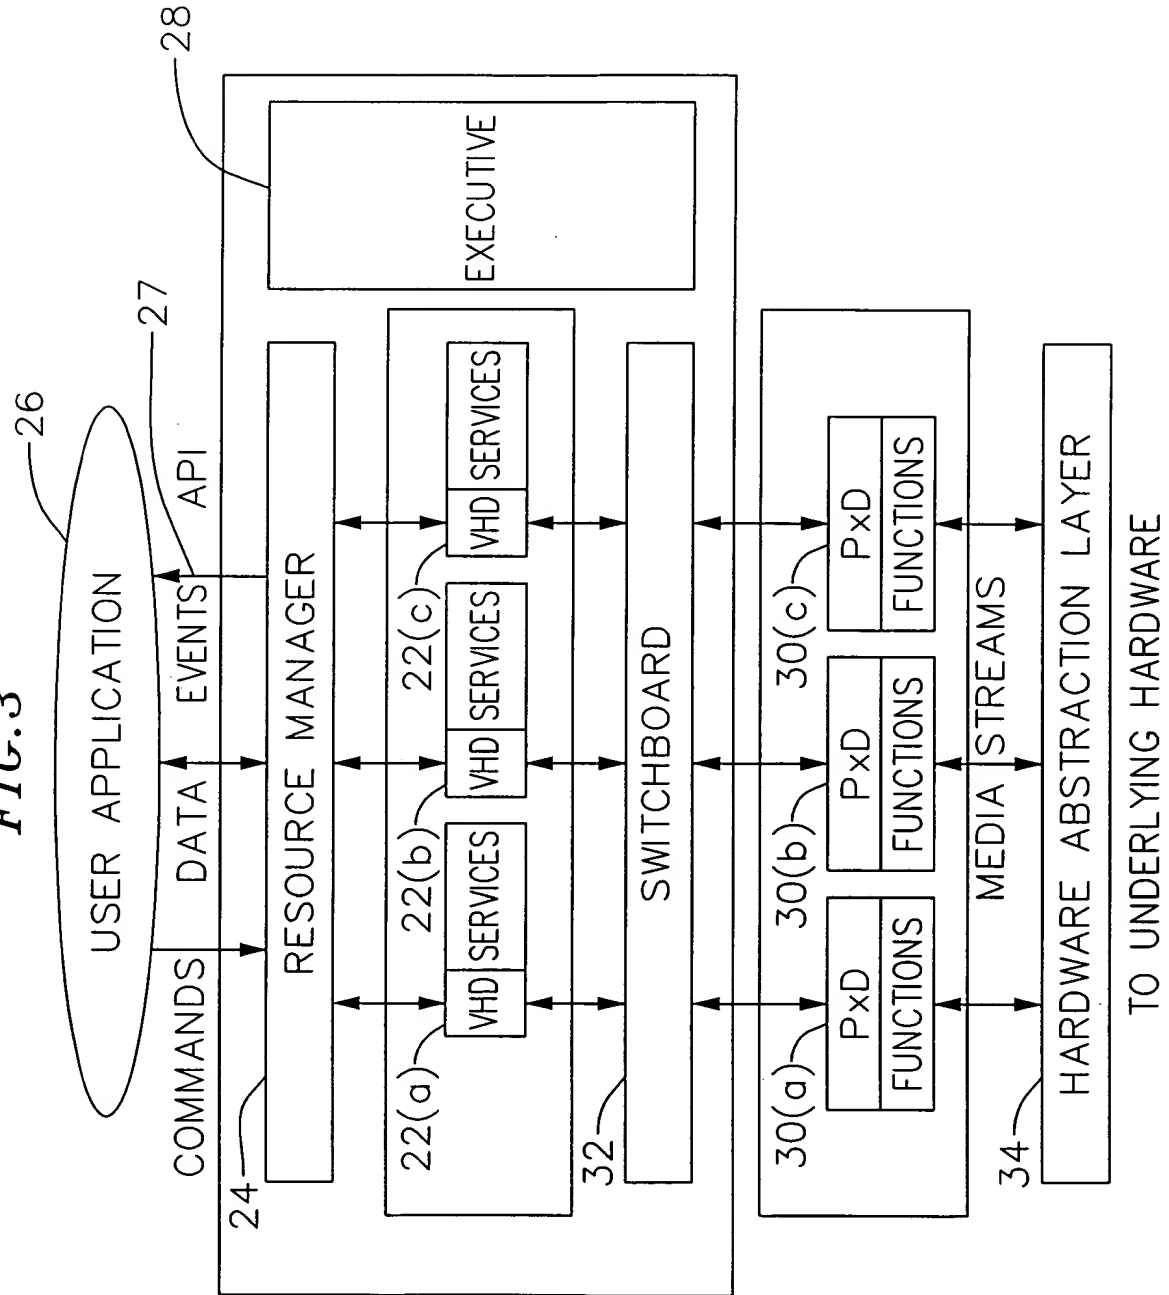 FIG.3
26
USER APPLICATION
27
COMMANDS
DATA
EVENTS
API
28
24
RESOURCE MANAGER
EXECUTIVE
22(a)
22(b)
22(c)
VHD SERVICES
VHD SERVICES
VHD SERVICES
32
SWITCHBOARD
30(a)
30(b)
30(c)
PxD
FUNCTIONS
PxD
FUNCTIONS
PxD
FUNCTIONS
MEDIA STREAMS
34
HARDWARE ABSTRACTION LAYER
TO UNDERLYING HARDWARE